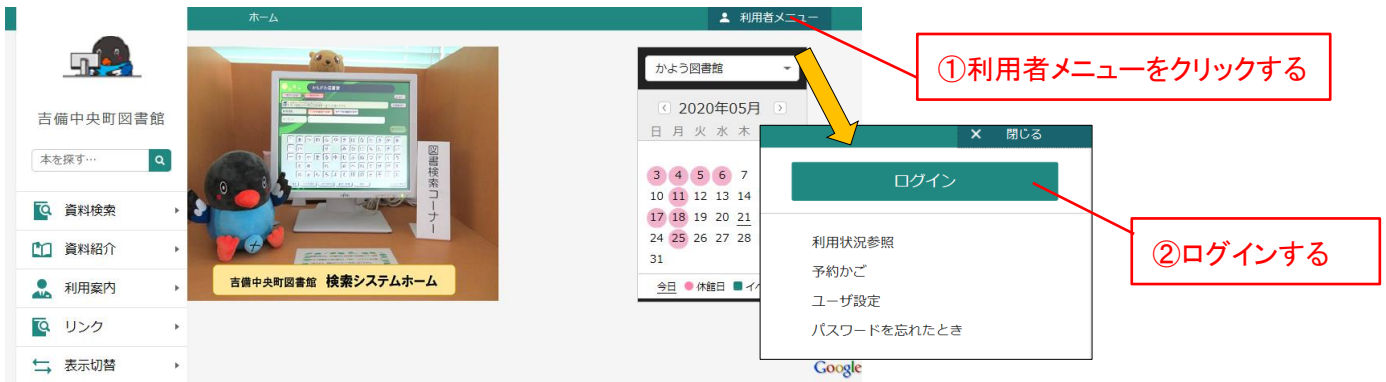 ホーム
利用者メニュー
①利用者メニューをクリックする
吉備中央町図書館
本を探す…
資料検索
資料紹介
利用案内
リンク
表示切替
図書検索コーナー
吉備中央町図書館 検索システムホーム
かよう図書館
2020年05月
日 月 火 水 木
3 4 5 6 7
10 11 12 13 14
17 18 19 20 21
24 25 26 27 28
31
今日 休館日 イベ
× 閉じる
ログイン
②ログインする
利用状況参照
予約かご
ユーザ設定
パスワードを忘れたとき
Google